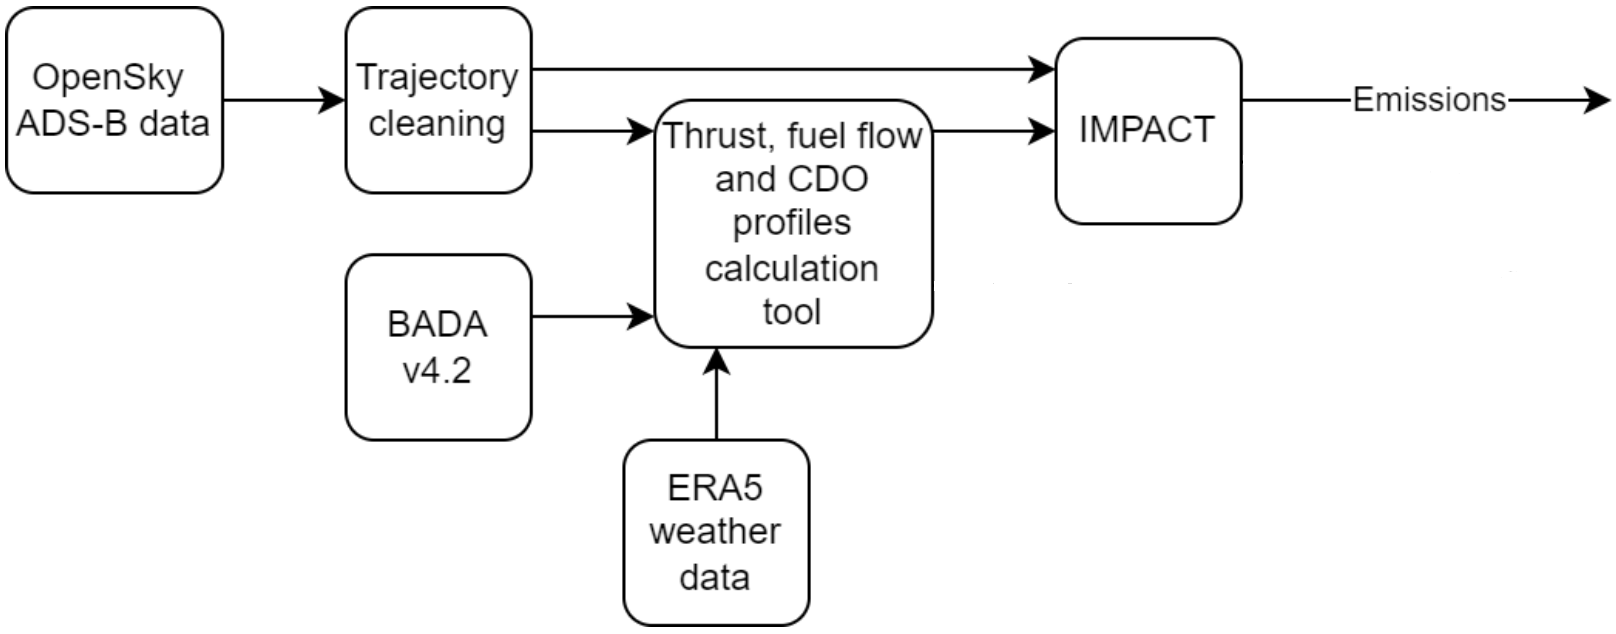 OpenSky
ADS-B data
Trajectory
cleaning
Thrust, fuel flow
and CDO
profiles
calculation
tool
IMPACT
Emissions
BADA
v4.2
ERA5
weather
data